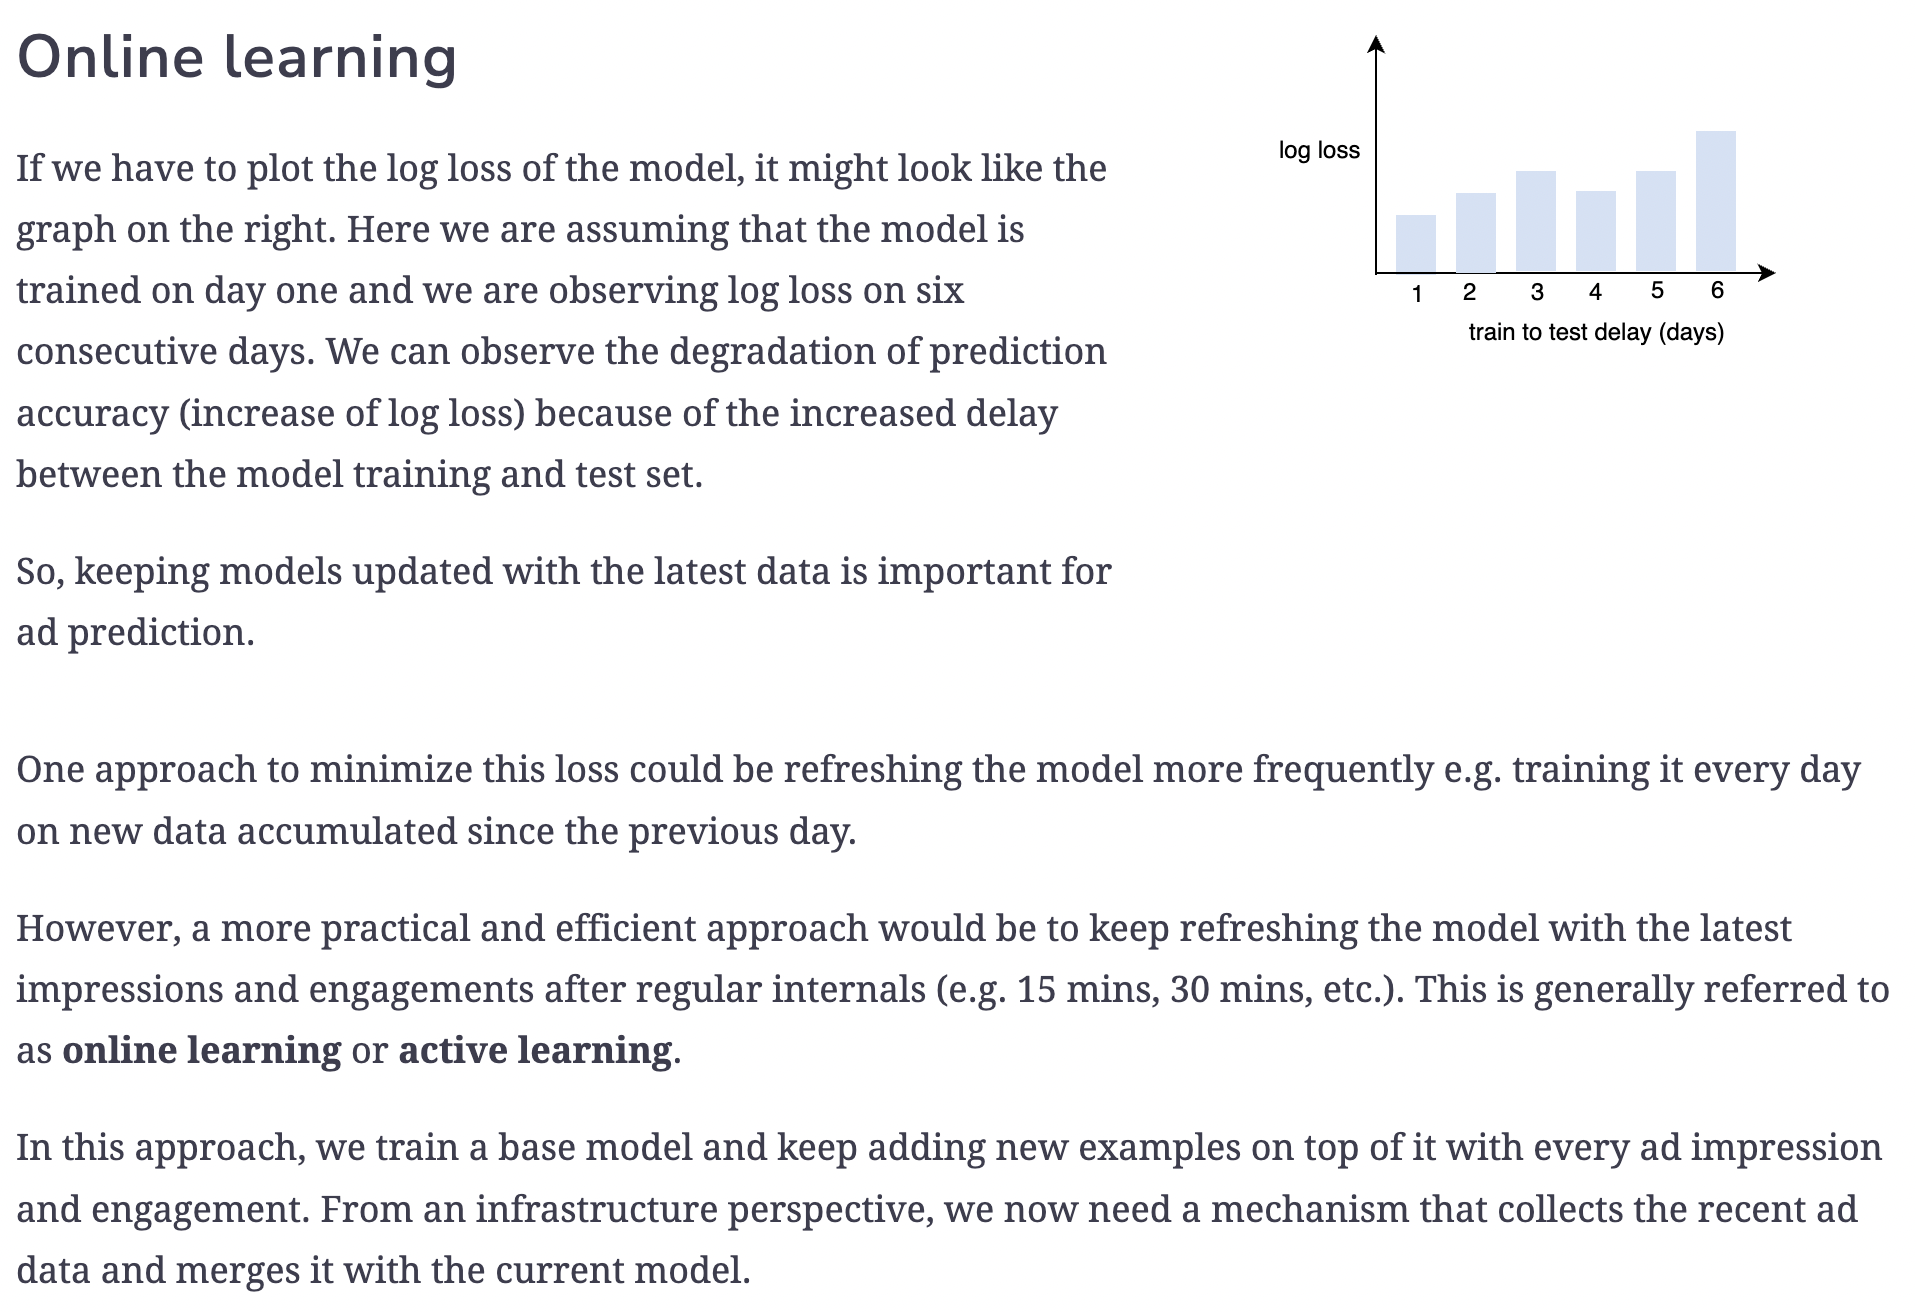 Online learning
If we have to plot the log loss of the model, it might look like the
graph on the right. Here we are assuming that the model is
trained on day one and we are observing log loss on six
consecutive days. We can observe the degradation of prediction
accuracy (increase of log loss) because of the increased delay
between the model training and test set.
So, keeping models updated with the latest data is important for
ad prediction.
log loss
1 2 3 4 5 6
train to test delay (days)
One approach to minimize this loss could be refreshing the model more frequently e.g. training it every day
on new data accumulated since the previous day.
However, a more practical and efficient approach would be to keep refreshing the model with the latest
impressions and engagements after regular internals (e.g. 15 mins, 30 mins, etc.). This is generally referred to
as online learning or active learning.
In this approach, we train a base model and keep adding new examples on top of it with every ad impression
and engagement. From an infrastructure perspective, we now need a mechanism that collects the recent ad
data and merges it with the current model.